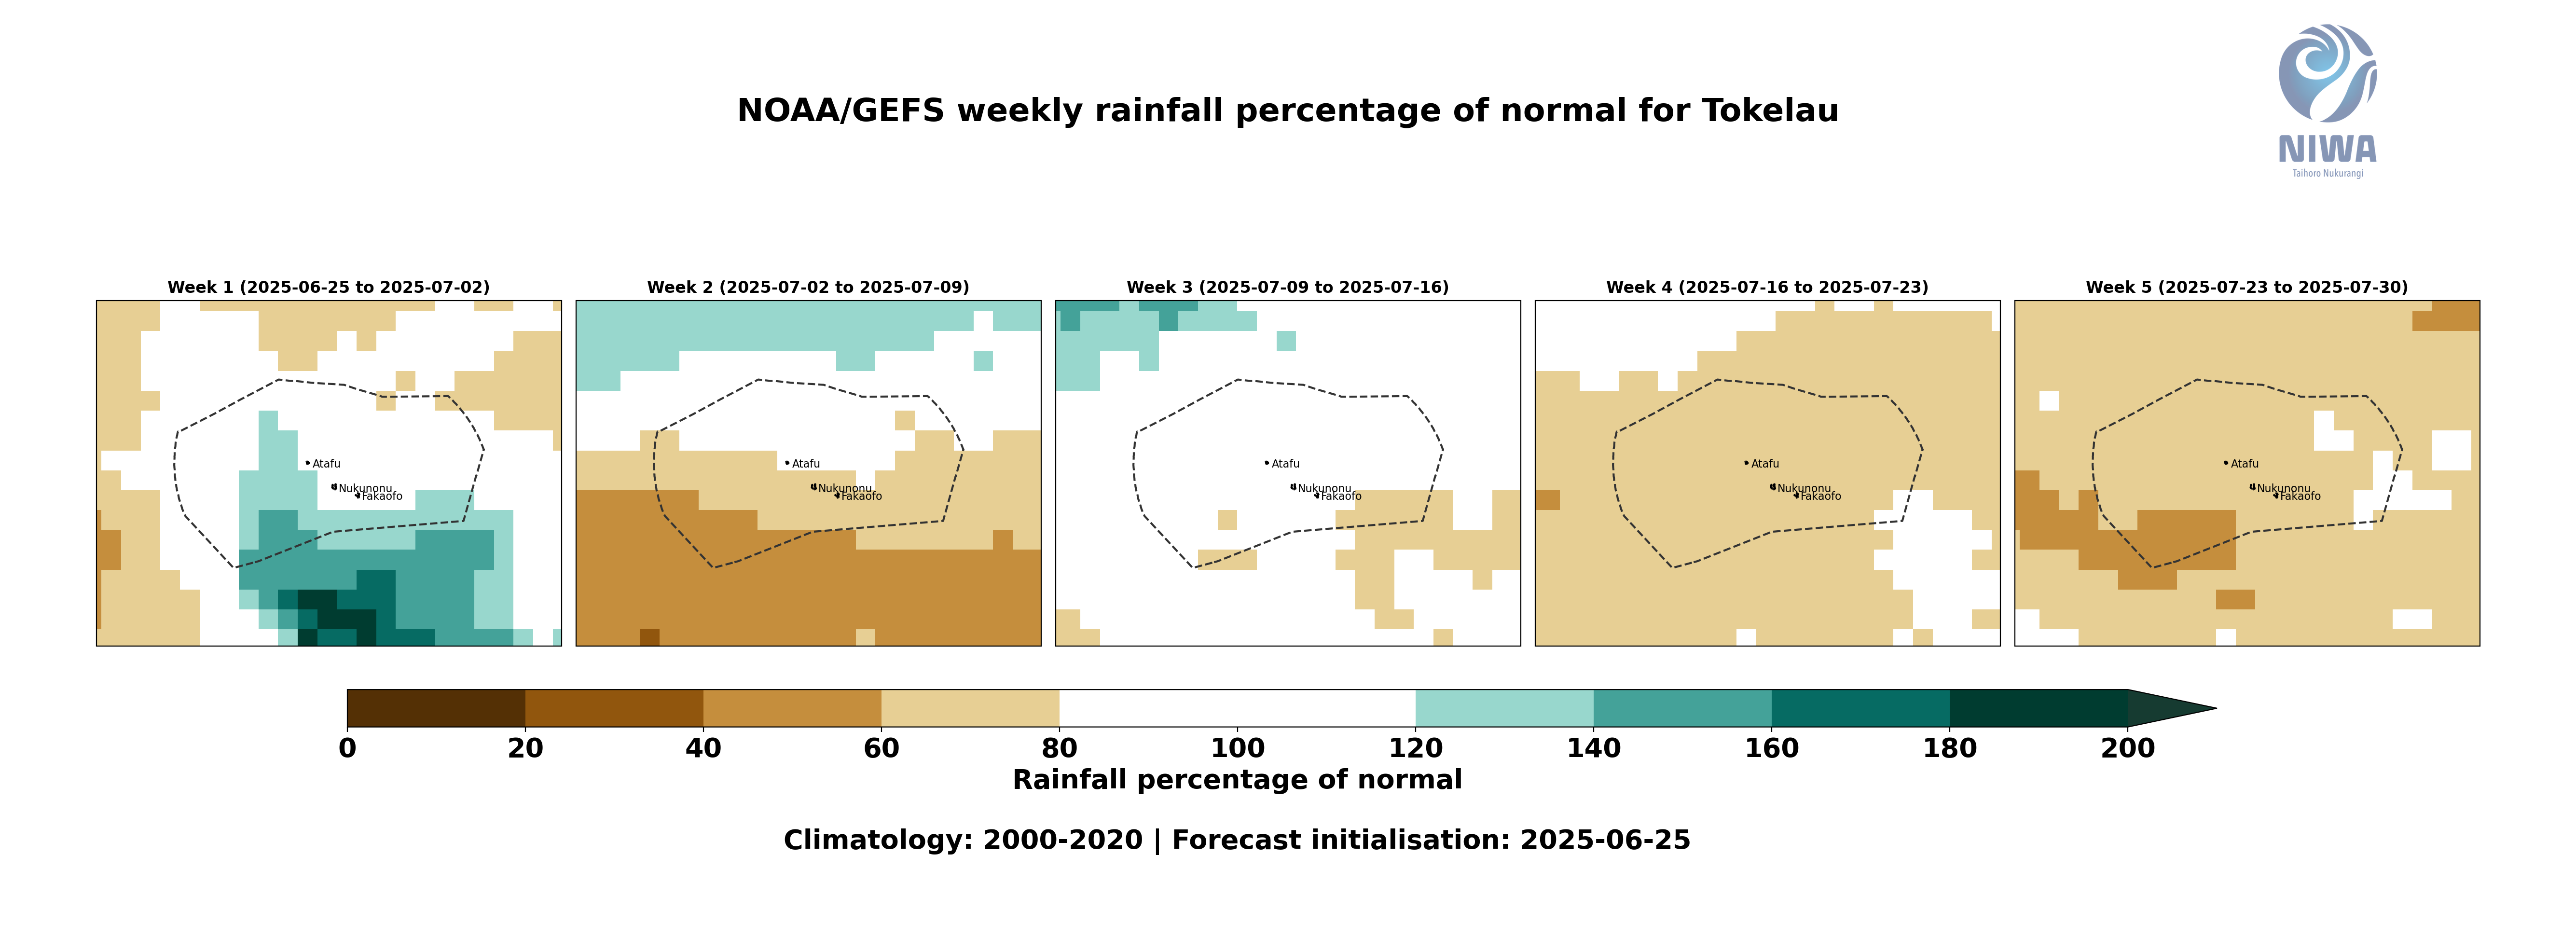 NOAA/GEFS weekly rainfall percentage of normal for Tokelau
NIWA
Taihoro Nukurangi
Week 1 (2025-06-25 to 2025-07-02)
Week 2 (2025-07-02 to 2025-07-09)
Week 3 (2025-07-09 to 2025-07-16)
Week 4 (2025-07-16 to 2025-07-23)
Week 5 (2025-07-23 to 2025-07-30)
Atafu
Nukunonu
Fakaofo
Atafu
Nukunonu
Fakaofo
Atafu
Nukunonu
Fakaofo
Atafu
Nukunonu
Fakaofo
Atafu
Nukunonu
Fakaofo
0 20 40 60 80 100 120 140 160 180 200
Rainfall percentage of normal
Climatology: 2000-2020 | Forecast initialisation: 2025-06-25